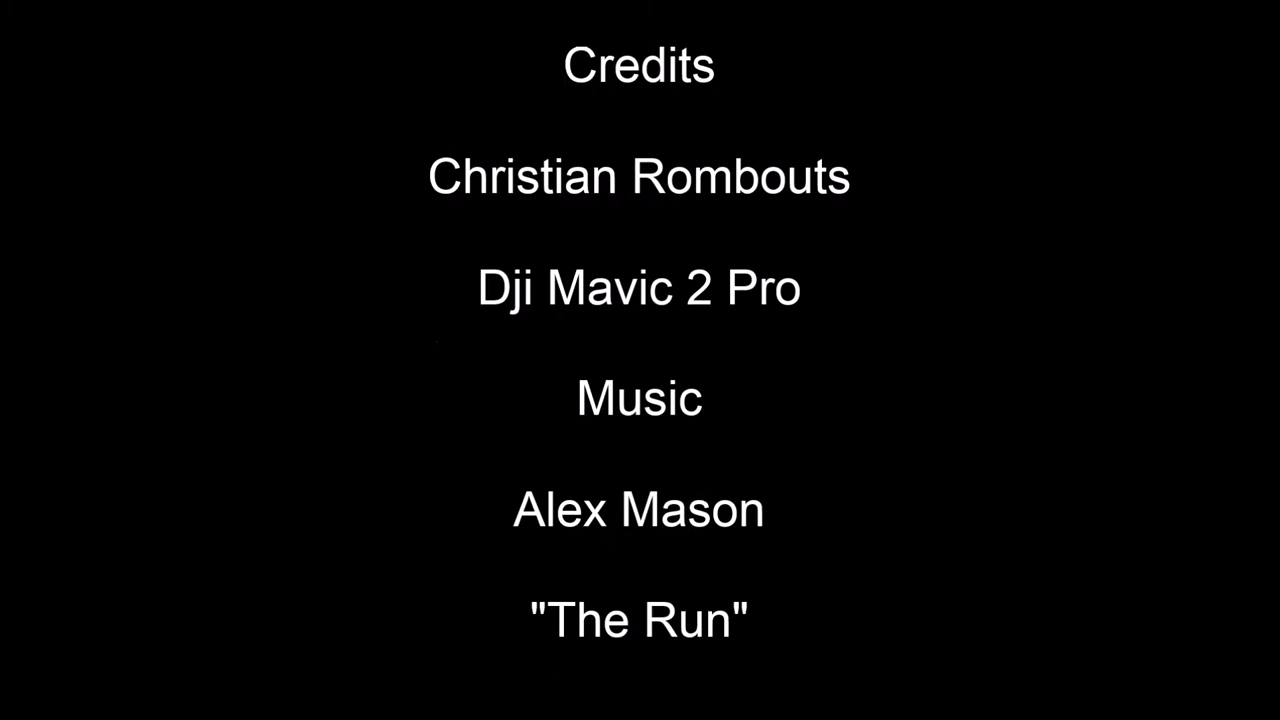 Credits
Christian Rombouts
Dji Mavic 2 Pro
Music
Alex Mason
"The Run"